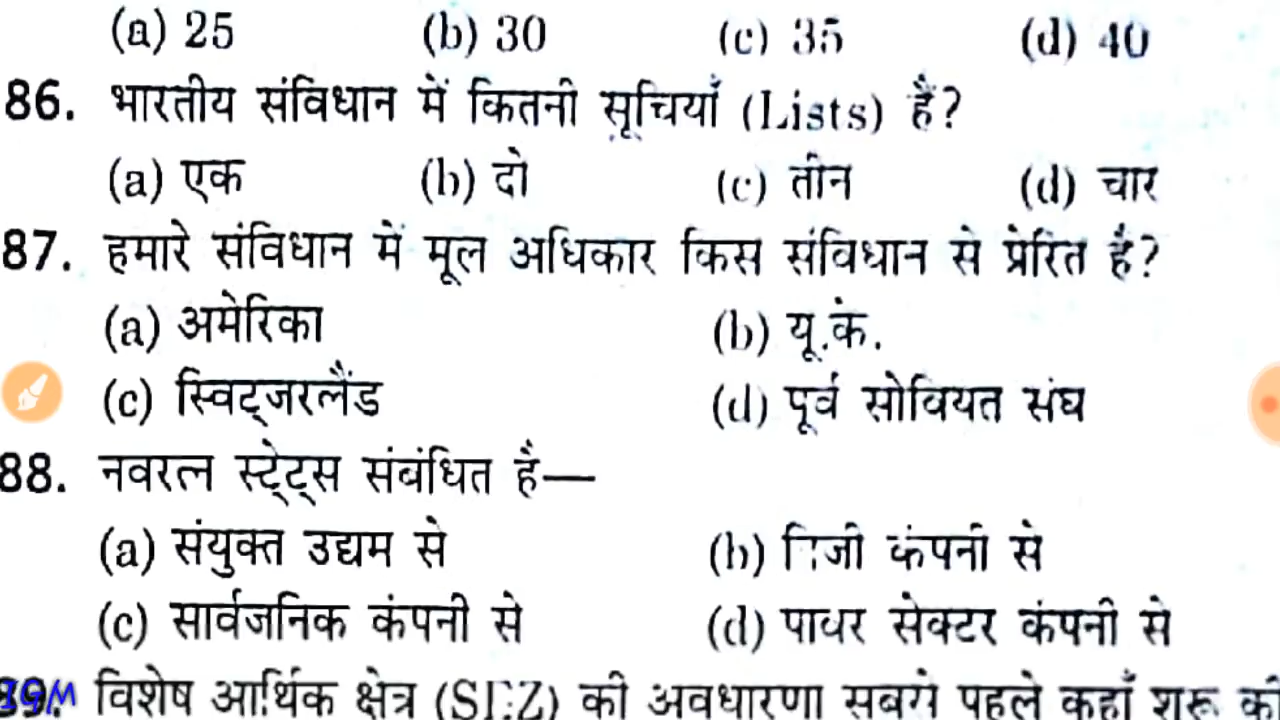 (a) 25 (b) 30 (c) 35 (d) 40
86. भारतीय संविधान में कितनी सूचियाँ (Lists) हैं?
(a) एक (b) दो (c) तीन (d) चार
87. हमारे संविधान में मूल अधिकार किस संविधान से प्रेरित हैं?
(a) अमेरिका (b) यू.के.
(c) स्विट्जरलैंड (d) पूर्व सोवियत संघ
88. नवरत्न स्ट्रेट्स संबंधित है—
(a) संयुक्त उद्यम से (b) निजी कंपनी से
(c) सार्वजनिक कंपनी से (d) पावर सेक्टर कंपनी से
89. विशेष आर्थिक क्षेत्र (SEZ) की अवधारणा सबसे पहले कहाँ शुरू की